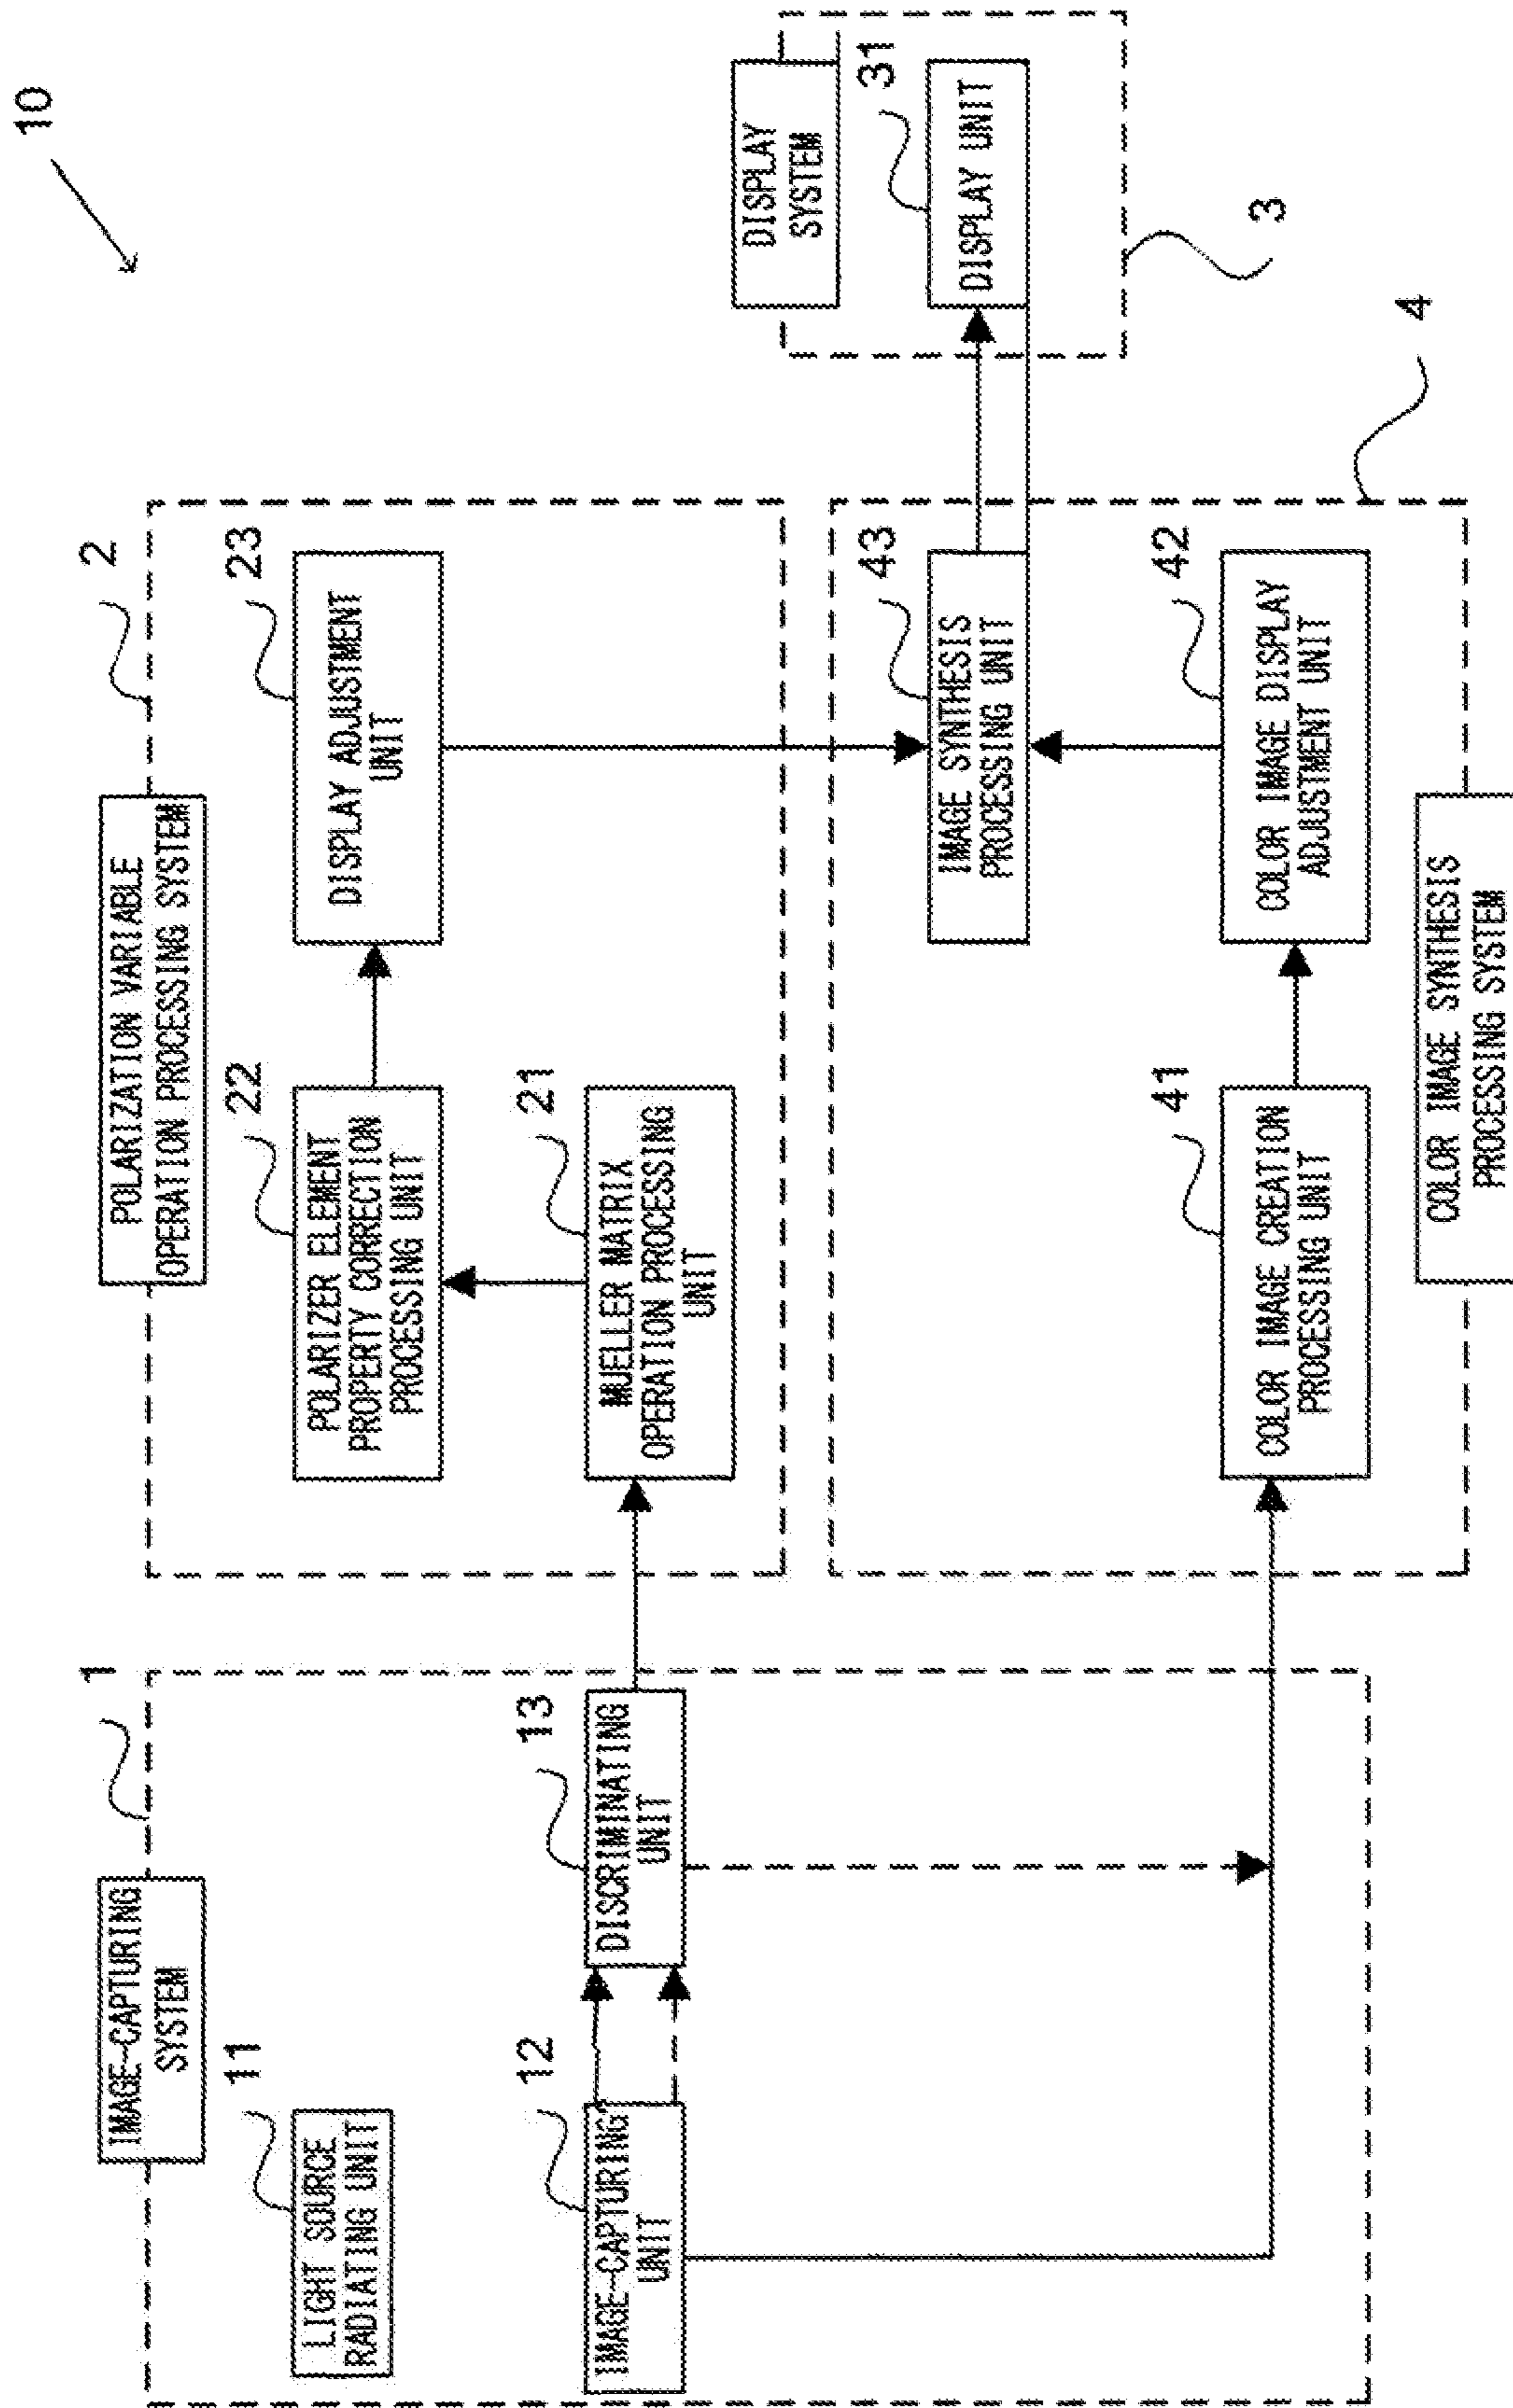 10
1
IMAGE-CAPTURING
SYSTEM
11
LIGHT SOURCE
RADIATING UNIT
12
IMAGE-CAPTURING
UNIT
13
DISCRIMINATING
UNIT
2
POLARIZATION VARIABLE
OPERATION PROCESSING SYSTEM
22
POLARIZER ELEMENT
PROPERTY CORRECTION
PROCESSING UNIT
23
DISPLAY ADJUSTMENT
UNIT
21
MUELLER MATRIX
OPERATION PROCESSING
UNIT
43
IMAGE SYNTHESIS
PROCESSING UNIT
41
COLOR IMAGE CREATION
PROCESSING UNIT
42
COLOR IMAGE DISPLAY
ADJUSTMENT UNIT
4
COLOR IMAGE SYNTHESIS
PROCESSING SYSTEM
DISPLAY
SYSTEM
31
DISPLAY UNIT
3